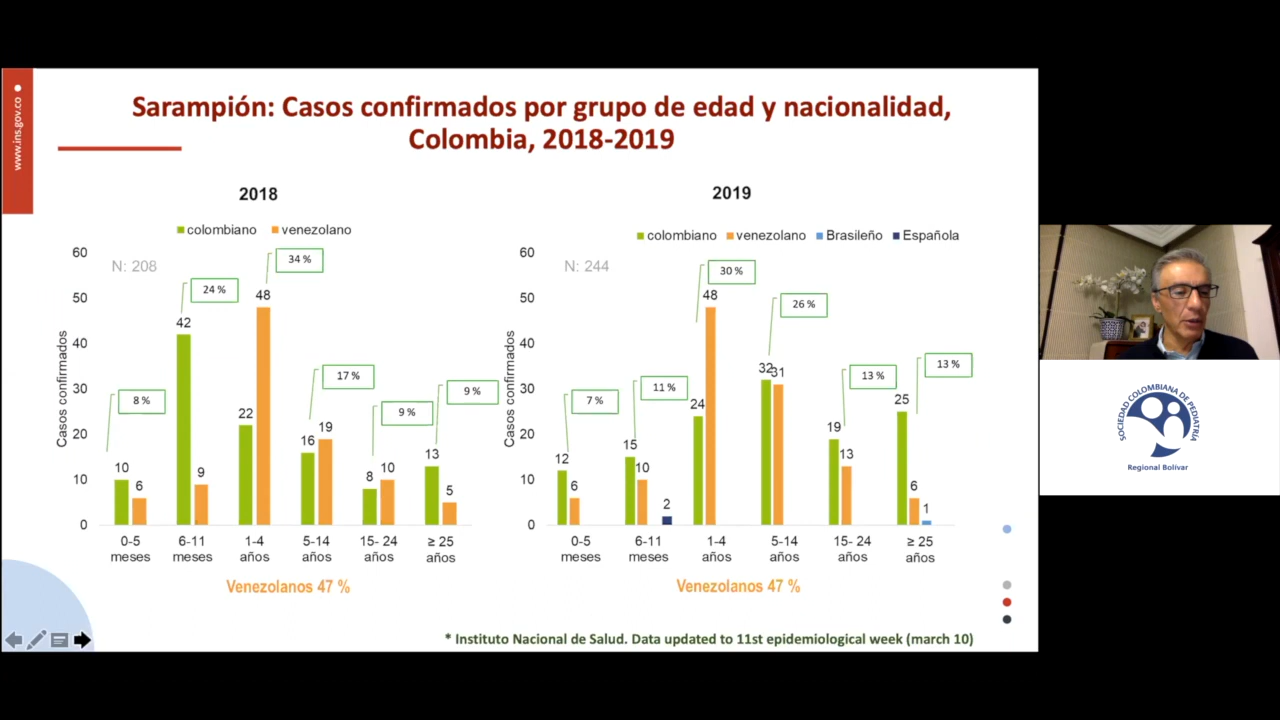 www.ins.gov.co
Sarampión: Casos confirmados por grupo de edad y nacionalidad,
Colombia, 2018-2019
2018
colombiano venezolano
N: 208
Casos confirmados
60
50
40
30
20
10
0
8 %
24 %
34 %
17 %
9 %
9 %
10 6
42 9
22 48
16 19
8 10
13 5
0-5 6-11 1-4 5-14 15- 24 ≥ 25
meses meses años años años años
Venezolanos 47 %
2019
colombiano venezolano Brasileño Española
N: 244
Casos confirmados
60
50
40
30
20
10
0
7 %
11 %
30 %
26 %
13 %
13 %
12 6
15 10 2
24 48
32 31
19 13
25 6 1
0-5 6-11 1-4 5-14 15- 24 ≥ 25
meses meses años años años años
Venezolanos 47 %
* Instituto Nacional de Salud. Data updated to 11st epidemiological week (march 10)
SOCIEDAD COLOMBIANA DE PEDIATRÍA
Regional Bolívar